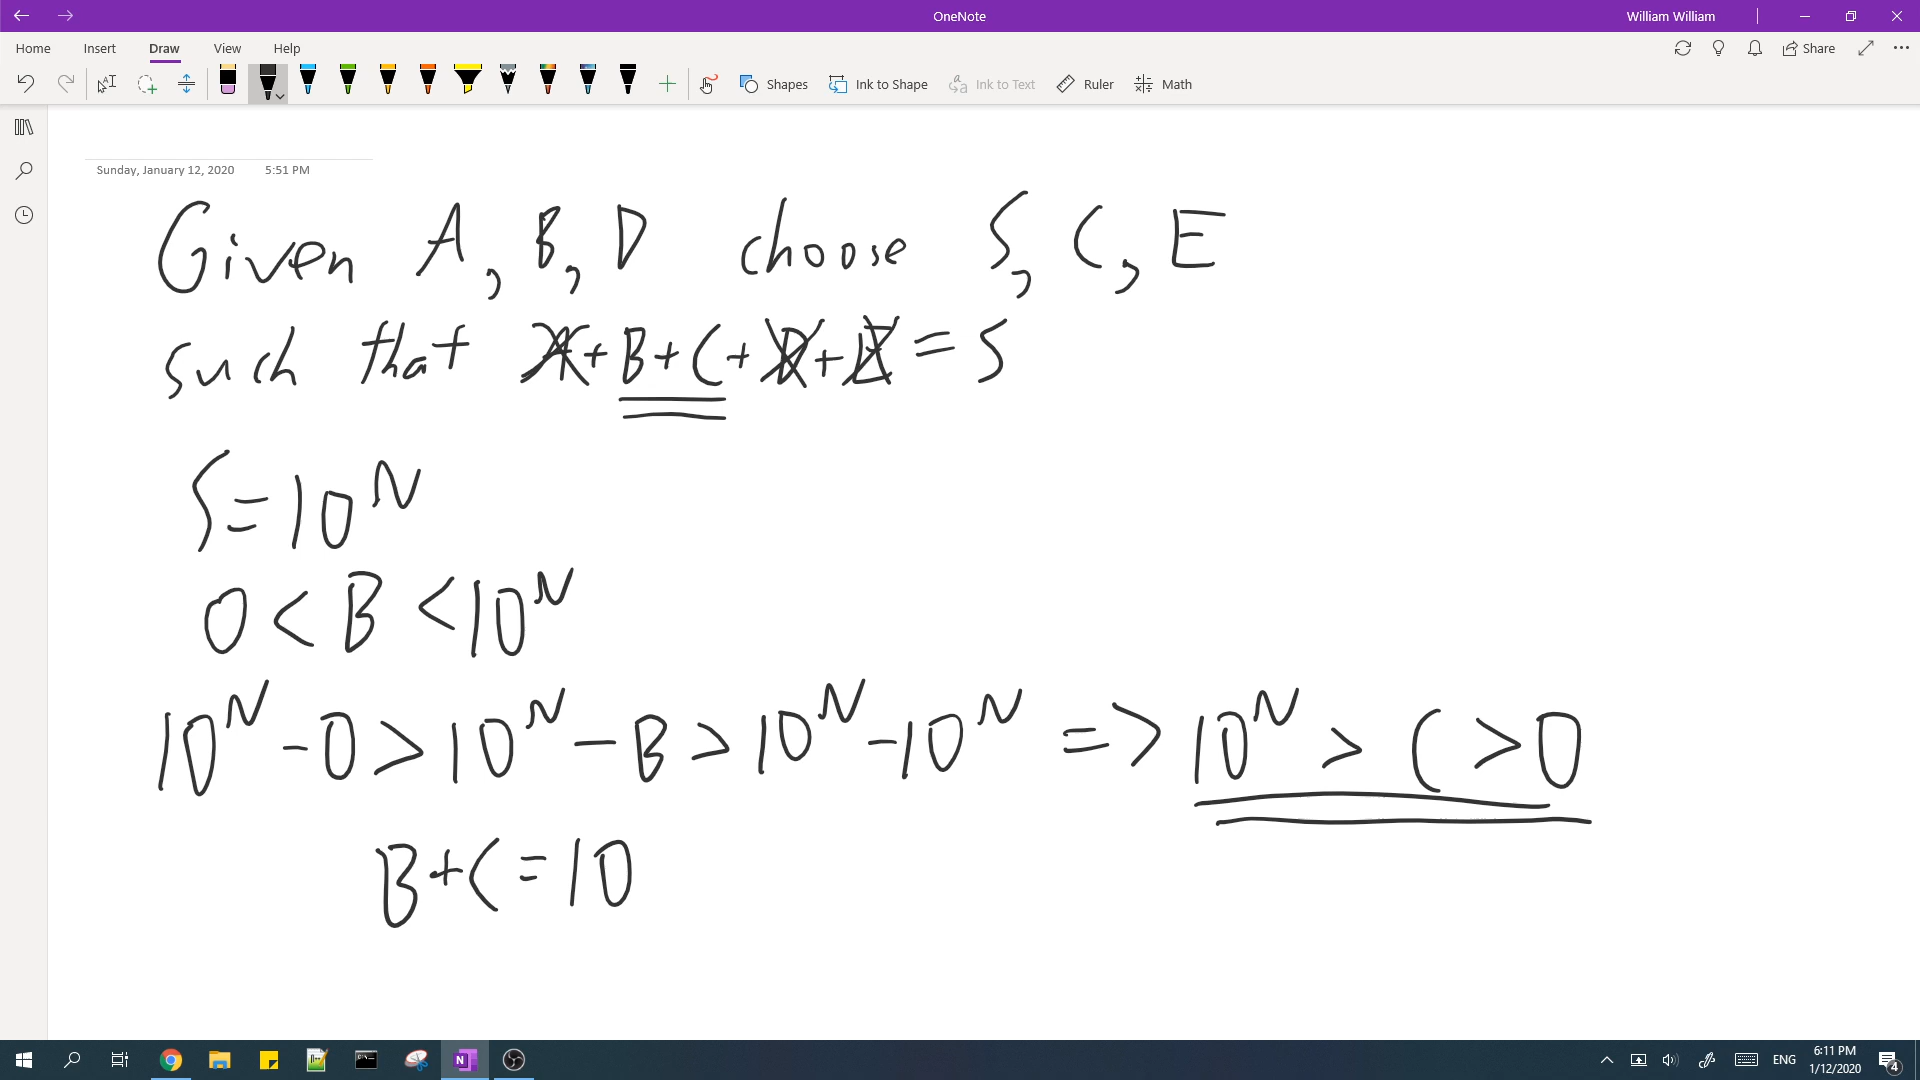 OneNote
William William
Home Insert Draw View Help
Share
Shapes Ink to Shape Ink to Text Ruler Math
Sunday, January 12, 2020 5:51 PM
Given A, B, D choose S, C, E
such that A+B+C+D+E=S
S=10^N
0<B<10^N
10^N-0>10^N-B>10^N-10^N => 10^N>C>0
B+C=10
ENG
6:11 PM
1/12/2020
4